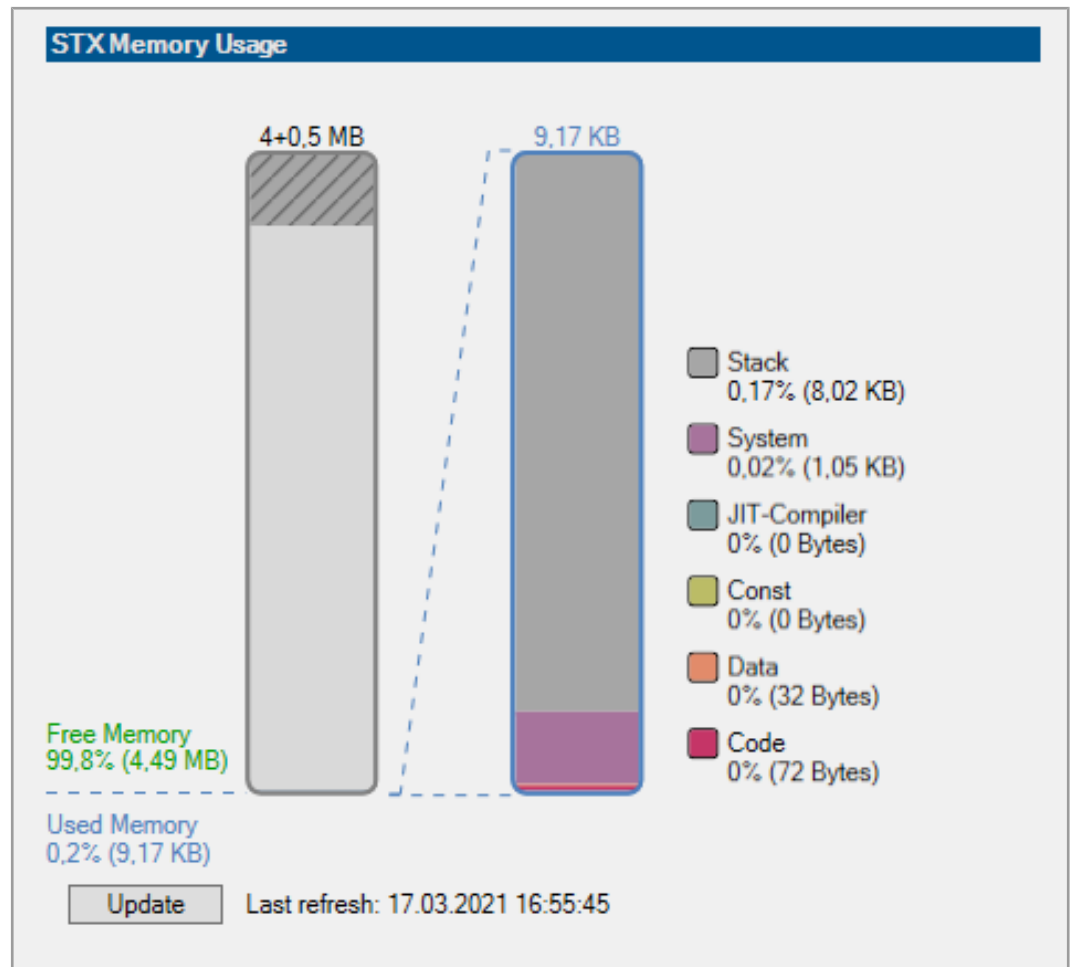 STX Memory Usage
4+0,5 MB
9,17 KB
Stack
0,17% (8,02 KB)
System
0,02% (1,05 KB)
JIT-Compiler
0% (0 Bytes)
Const
0% (0 Bytes)
Data
0% (32 Bytes)
Code
0% (72 Bytes)
Free Memory
99,8% (4,49 MB)
Used Memory
0,2% (9,17 KB)
Update
Last refresh: 17.03.2021 16:55:45